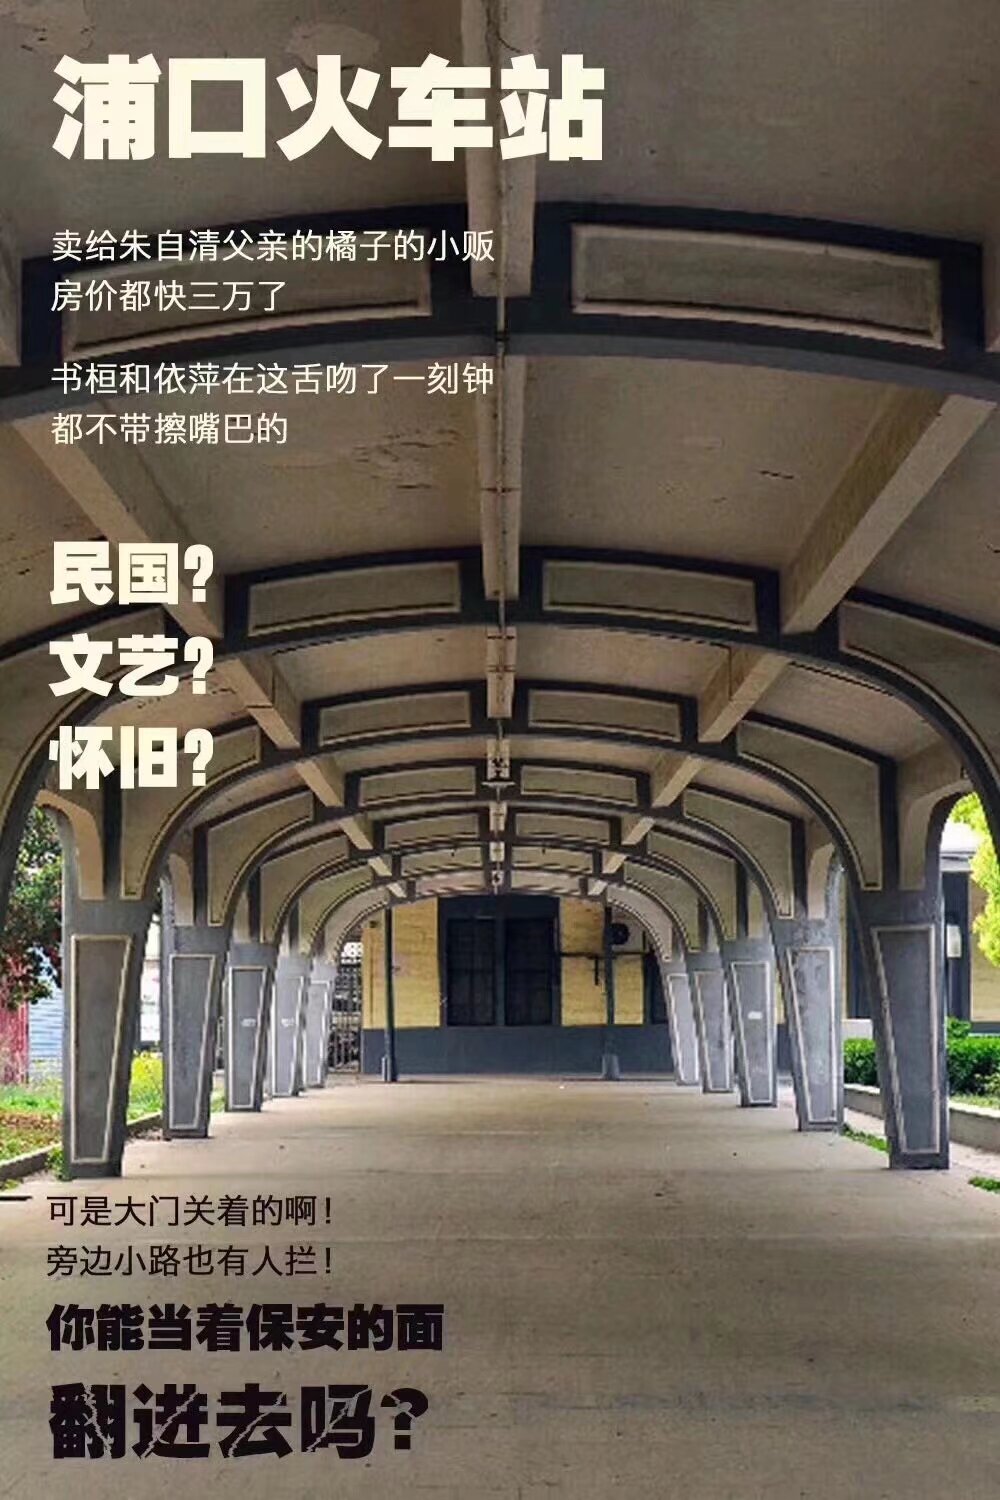 浦口火车站
卖给朱自清父亲的橘子的小贩
房价都快三万了
书桓和依萍在这舌吻了一刻钟
都不带擦嘴巴的
民国？
文艺？
怀旧？
可是大门关着的啊！
旁边小路也有人拦！
你能当着保安的面
翻进去吗？